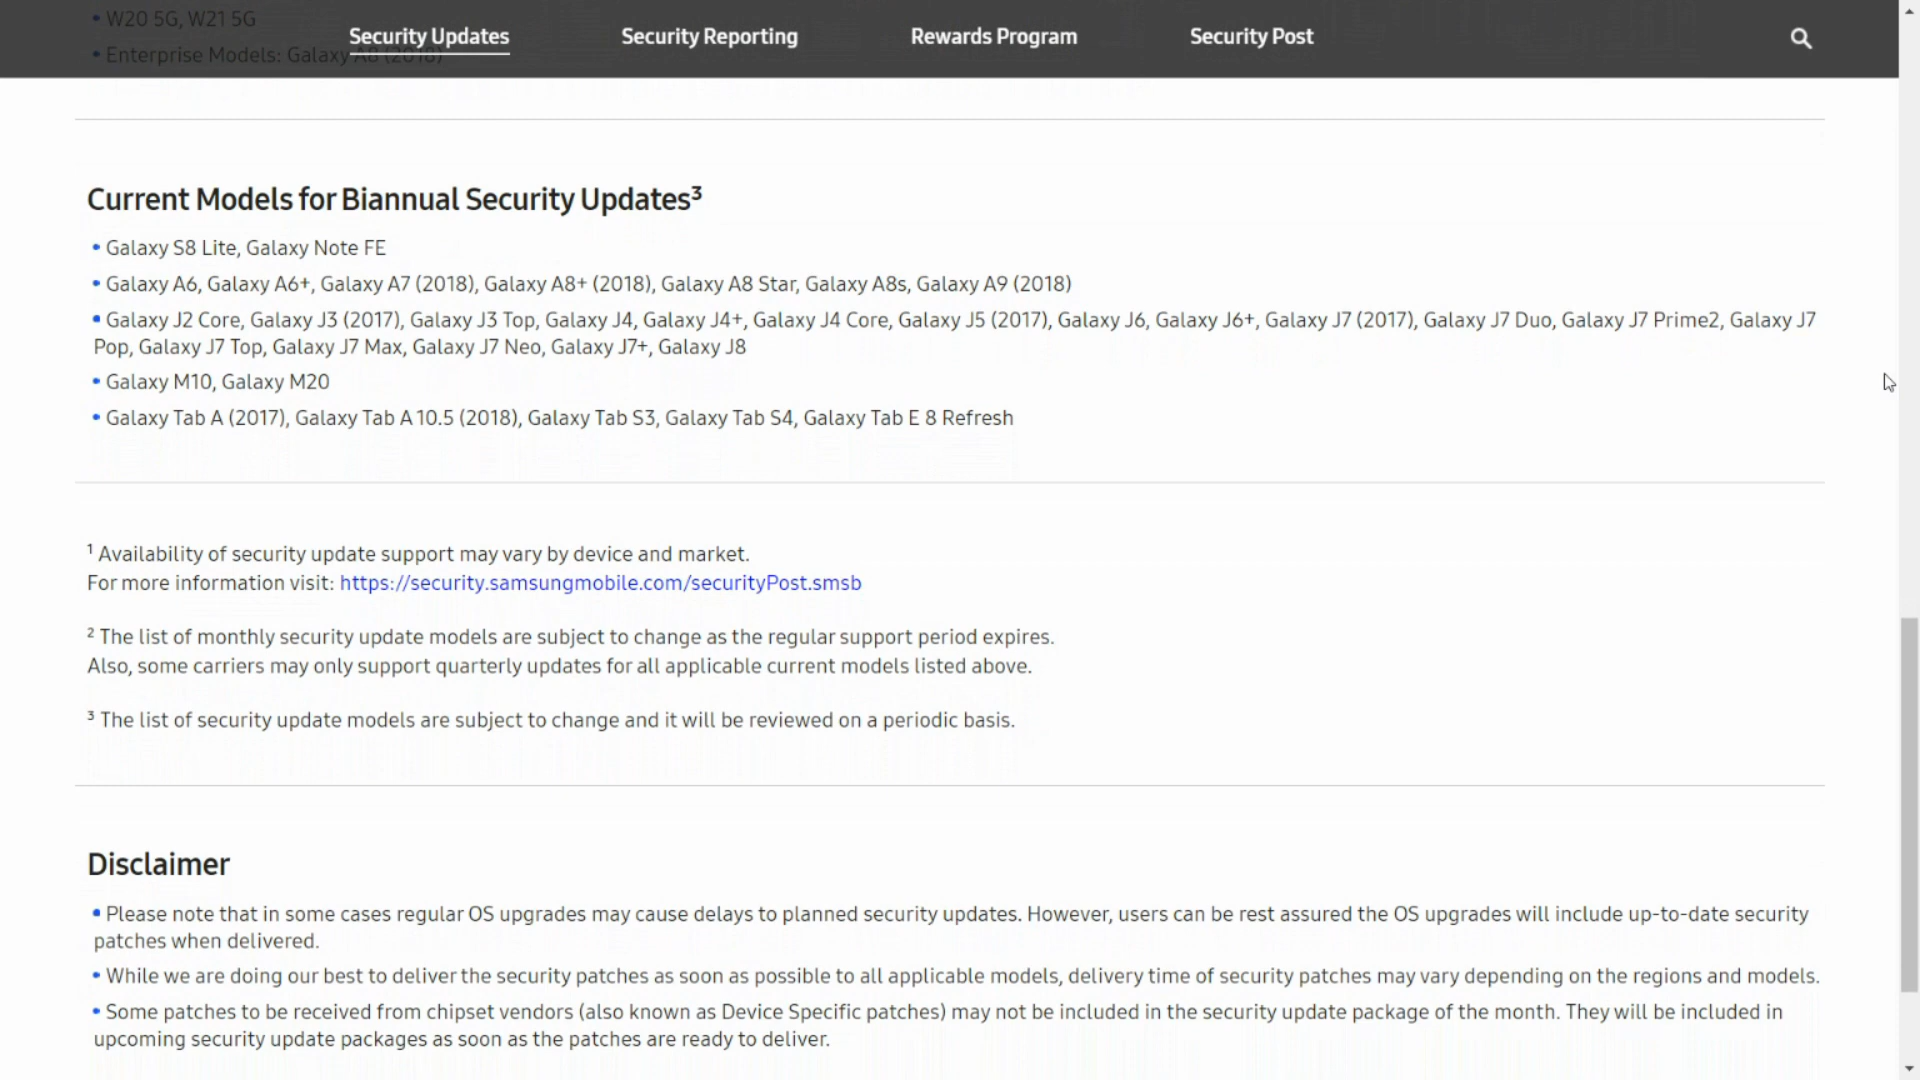 • W20 5G, W21 5G
• Enterprise Models: Galaxy A8 (2018)
Security Updates
Security Reporting
Rewards Program
Security Post
Current Models for Biannual Security Updates³
• Galaxy S8 Lite, Galaxy Note FE
• Galaxy A6, Galaxy A6+, Galaxy A7 (2018), Galaxy A8+ (2018), Galaxy A8 Star, Galaxy A8s, Galaxy A9 (2018)
• Galaxy J2 Core, Galaxy J3 (2017), Galaxy J3 Top, Galaxy J4, Galaxy J4+, Galaxy J4 Core, Galaxy J5 (2017), Galaxy J6, Galaxy J6+, Galaxy J7 (2017), Galaxy J7 Duo, Galaxy J7 Prime2, Galaxy J7
Pop, Galaxy J7 Top, Galaxy J7 Max, Galaxy J7 Neo, Galaxy J7+, Galaxy J8
• Galaxy M10, Galaxy M20
• Galaxy Tab A (2017), Galaxy Tab A 10.5 (2018), Galaxy Tab S3, Galaxy Tab S4, Galaxy Tab E 8 Refresh
¹ Availability of security update support may vary by device and market.
For more information visit: https://security.samsungmobile.com/securityPost.smsb
² The list of monthly security update models are subject to change as the regular support period expires.
Also, some carriers may only support quarterly updates for all applicable current models listed above.
³ The list of security update models are subject to change and it will be reviewed on a periodic basis.
Disclaimer
• Please note that in some cases regular OS upgrades may cause delays to planned security updates. However, users can be rest assured the OS upgrades will include up-to-date security
patches when delivered.
• While we are doing our best to deliver the security patches as soon as possible to all applicable models, delivery time of security patches may vary depending on the regions and models.
• Some patches to be received from chipset vendors (also known as Device Specific patches) may not be included in the security update package of the month. They will be included in
upcoming security update packages as soon as the patches are ready to deliver.